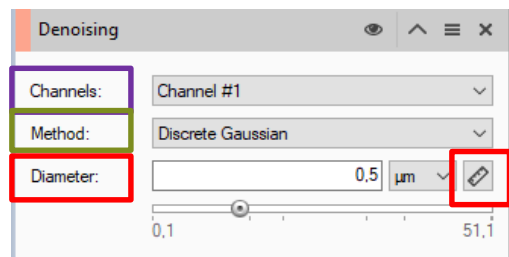 Denoising
Channels: Channel #1
Method: Discrete Gaussian
Diameter: 0,5 µm
0,1 51,1